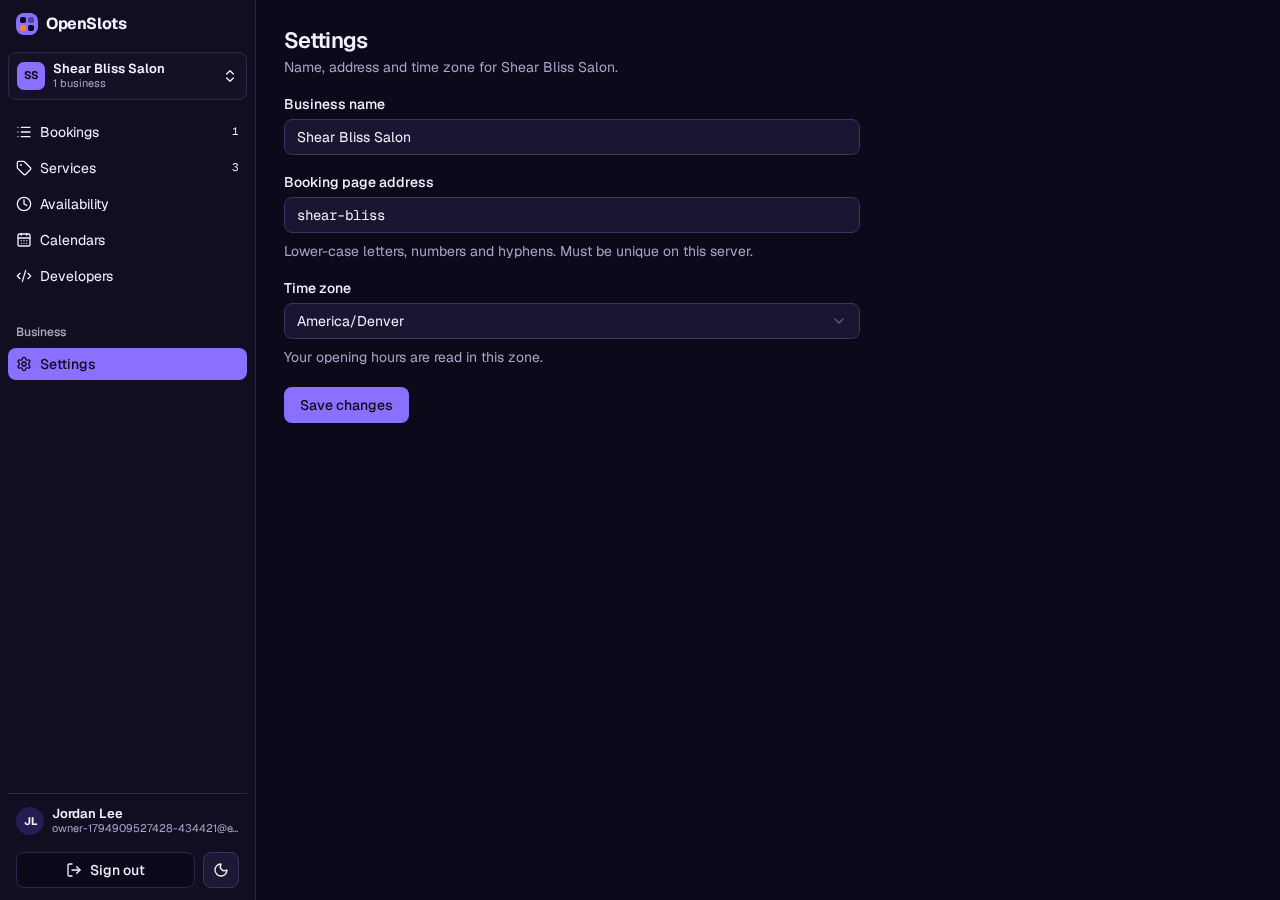 OpenSlots
SS
Shear Bliss Salon
1 business
Bookings 1
Services 3
Availability
Calendars
Developers
Business
Settings
JL
Jordan Lee
owner-1794909527428-434421@e…
Sign out
Settings
Name, address and time zone for Shear Bliss Salon.
Business name
Shear Bliss Salon
Booking page address
shear-bliss
Lower-case letters, numbers and hyphens. Must be unique on this server.
Time zone
America/Denver
Your opening hours are read in this zone.
Save changes